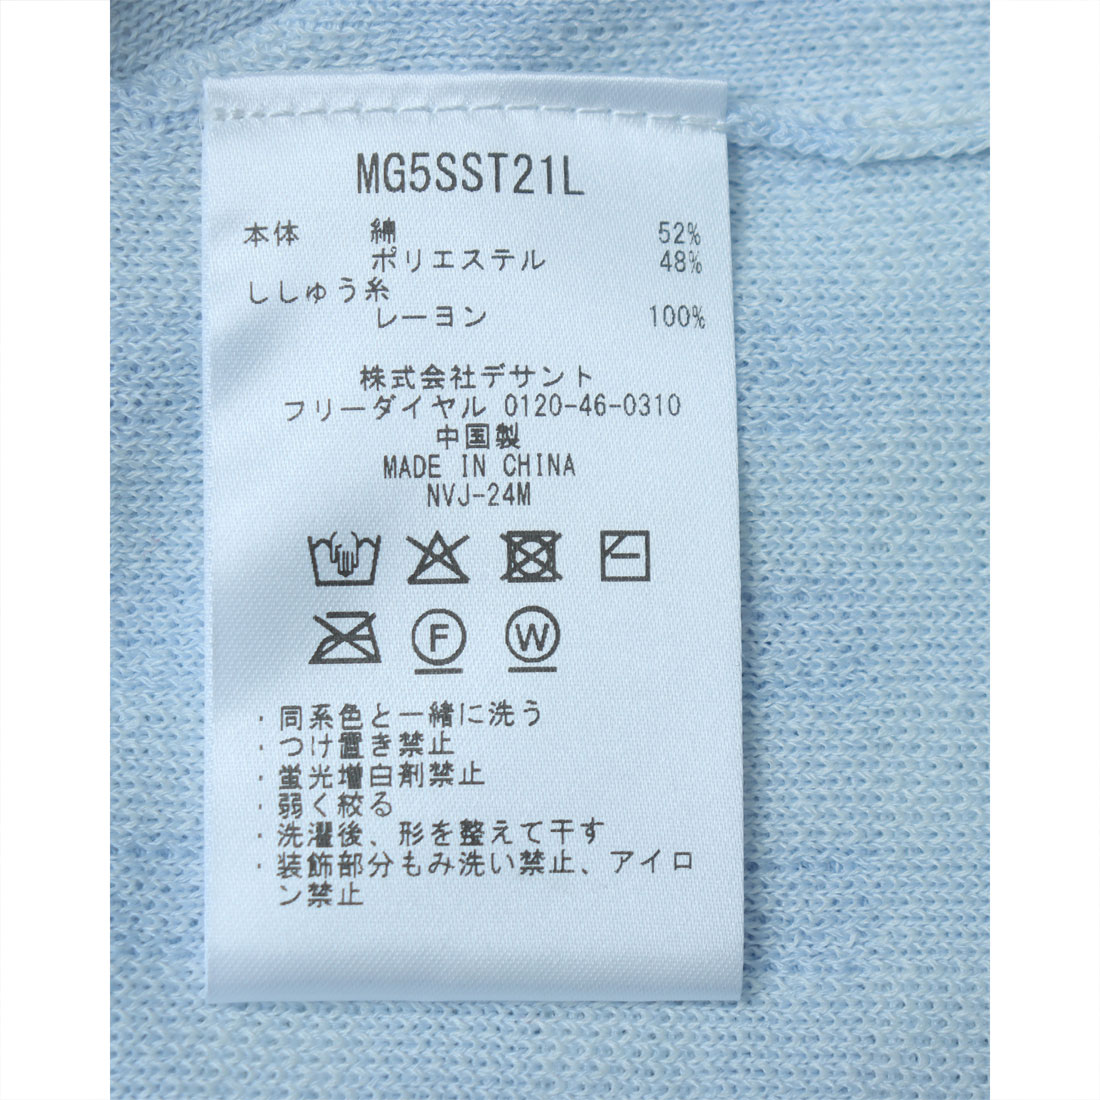 MG5SST21L
本体 綿 52%
ポリエステル 48%
ししゅう糸
レーヨン 100%
株式会社デサント
フリーダイヤル 0120-46-0310
中国製
MADE IN CHINA
NVJ-24M
F W
・同系色と一緒に洗う
・つけ置き禁止
・蛍光増白剤禁止
・弱く絞る
・洗濯後、形を整えて干す
・装飾部分もみ洗い禁止、アイロ
ン禁止